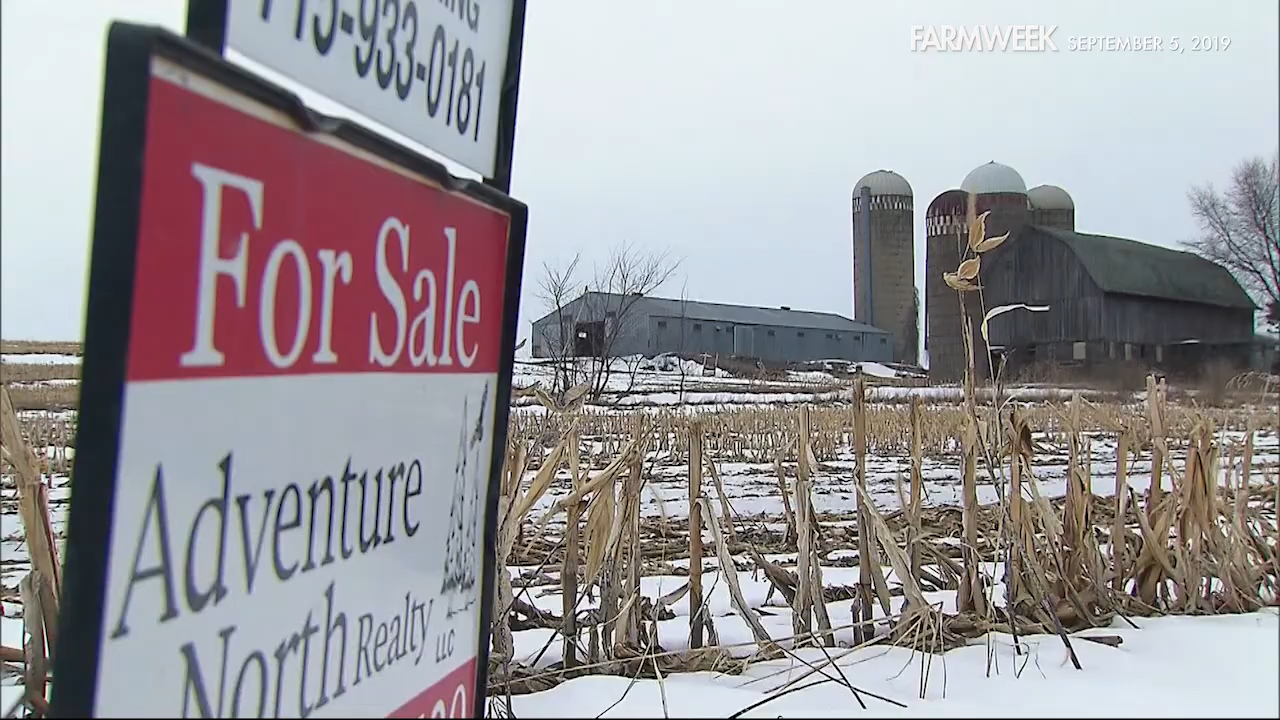 FARMWEEK SEPTEMBER 5, 2019
715-933-0181
For Sale
Adventure
North Realty LLC